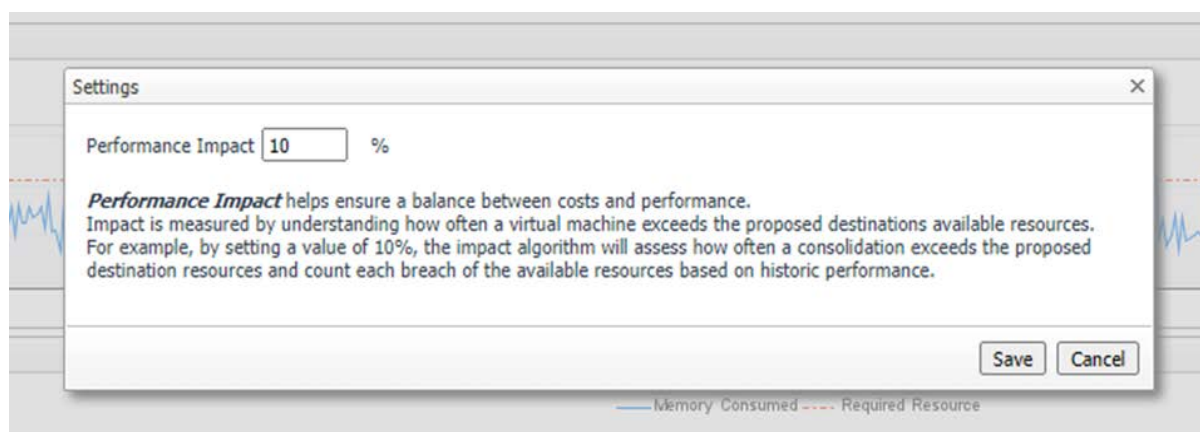 Settings
Performance Impact 10 %
Performance Impact helps ensure a balance between costs and performance.
Impact is measured by understanding how often a virtual machine exceeds the proposed destinations available resources.
For example, by setting a value of 10%, the impact algorithm will assess how often a consolidation exceeds the proposed
destination resources and count each breach of the available resources based on historic performance.
Save Cancel
Memory Consumed Required Resource